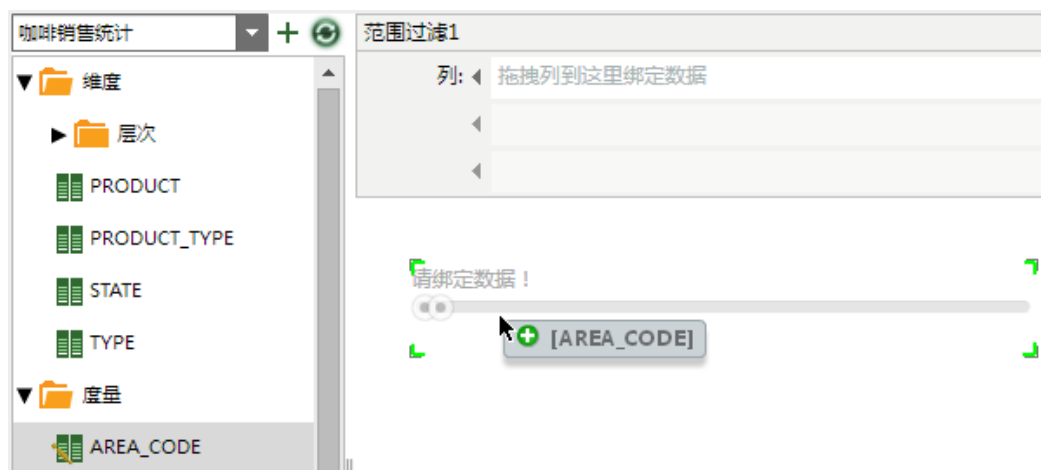 咖啡销售统计
范围过滤1
维度
层次
PRODUCT
PRODUCT_TYPE
STATE
TYPE
度量
AREA_CODE
列:
拖拽列到这里绑定数据
请绑定数据！
[AREA_CODE]